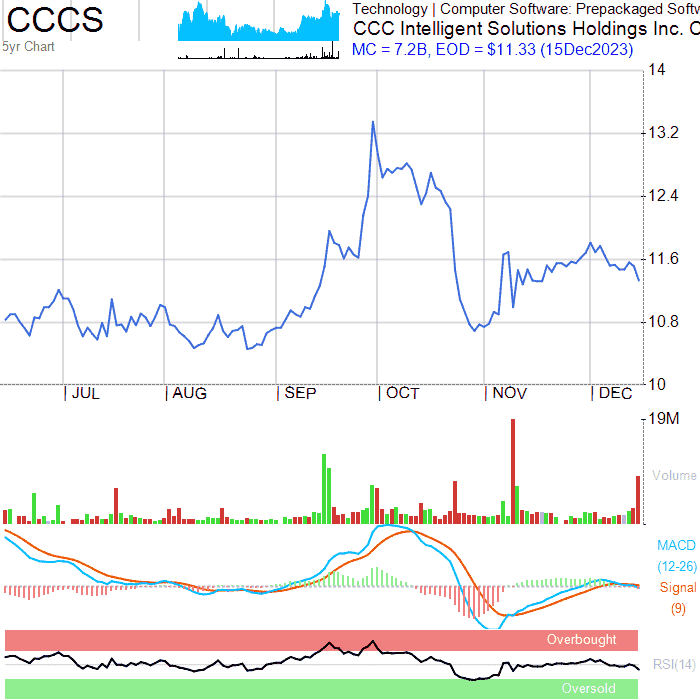 CCCS
5yr Chart
Technology | Computer Software: Prepackaged Softw
CCC Intelligent Solutions Holdings Inc. C
MC = 7.2B, EOD = $11.33 (15Dec2023)
14
13.2
12.4
11.6
10.8
10
JUL AUG SEP OCT NOV DEC
19M
Volume
MACD
(12-26)
Signal
(9)
Overbought
RSI(14)
Oversold